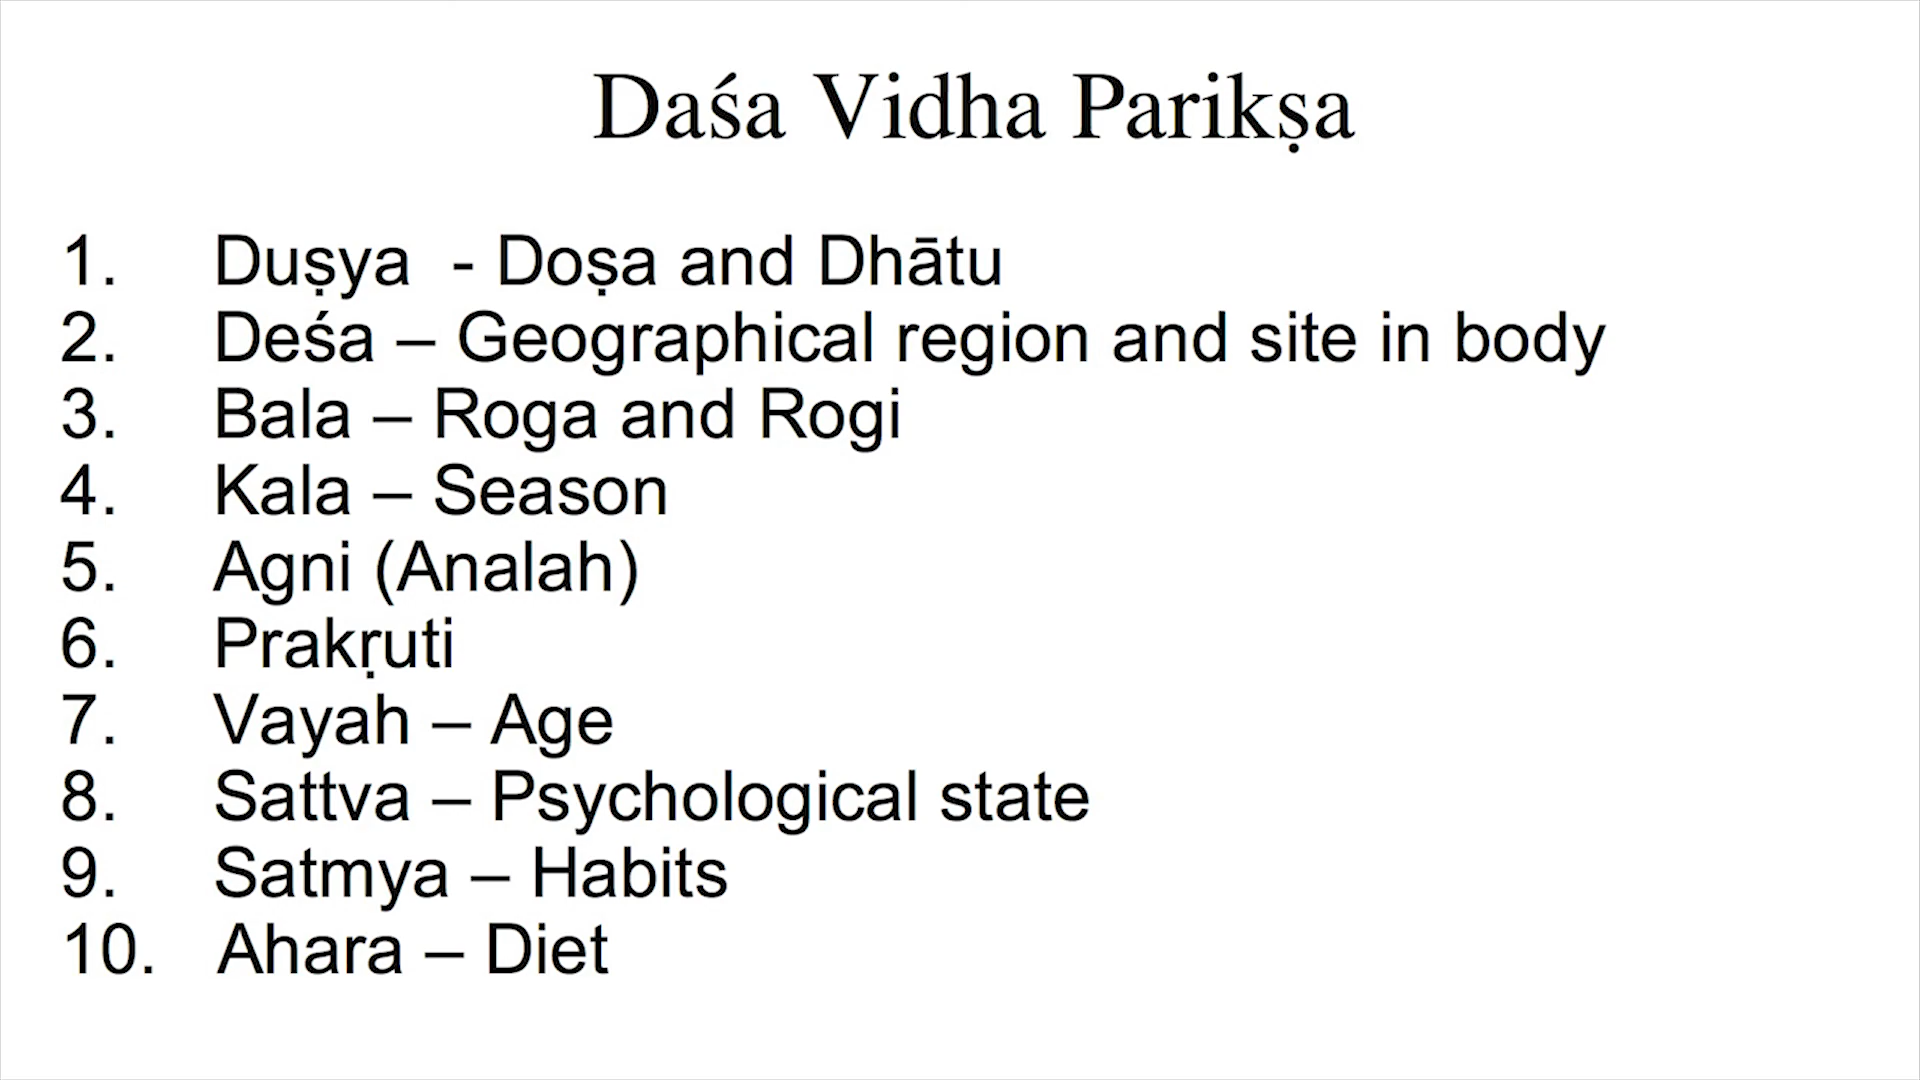 Daśa Vidha Parikṣa
1. Duṣya - Doṣa and Dhātu
2. Deśa – Geographical region and site in body
3. Bala – Roga and Rogi
4. Kala – Season
5. Agni (Analah)
6. Prakṛuti
7. Vayah – Age
8. Sattva – Psychological state
9. Satmya – Habits
10. Ahara – Diet